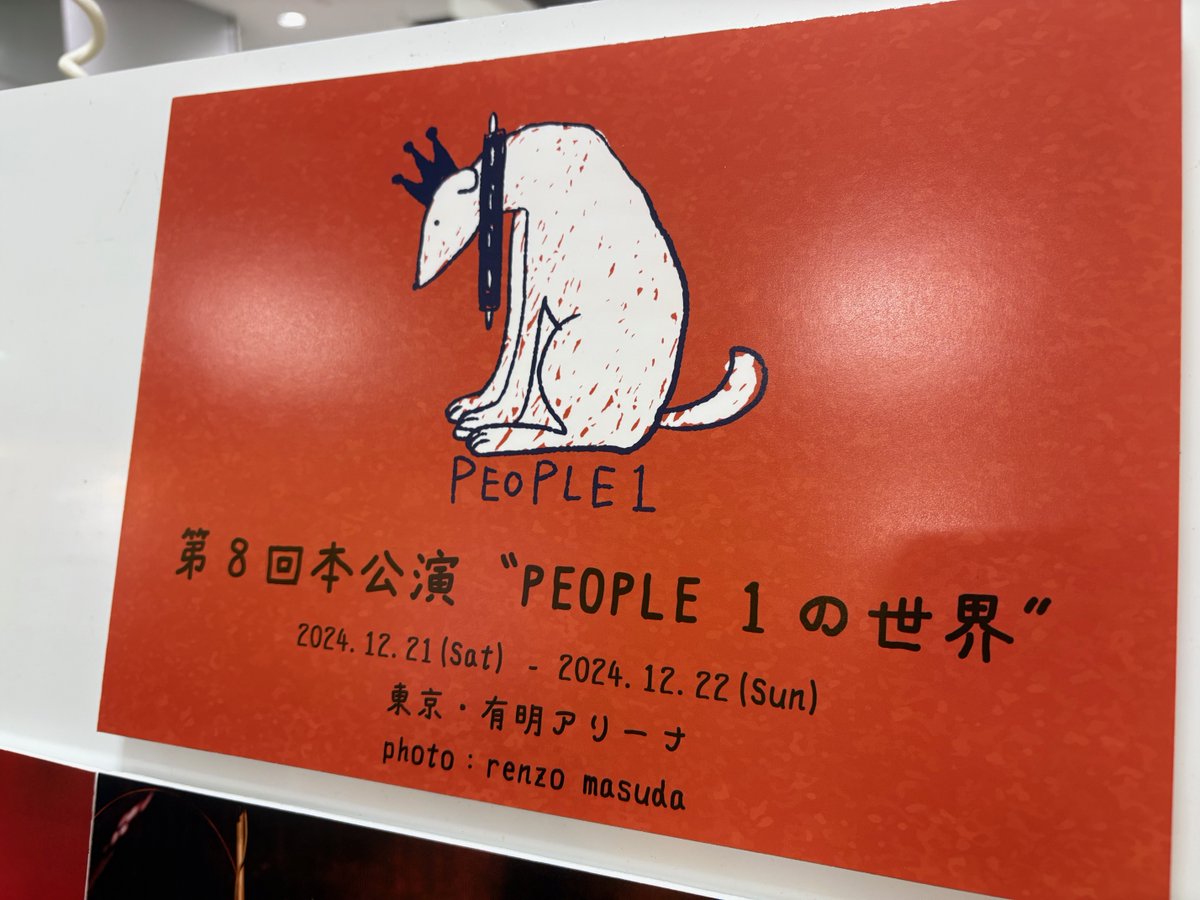 PEOPLE1
第8回本公演 〝PEOPLE 1の世界〟
2024.12.21(Sat) - 2024.12.22(Sun)
東京・有明アリーナ
photo：renzo masuda